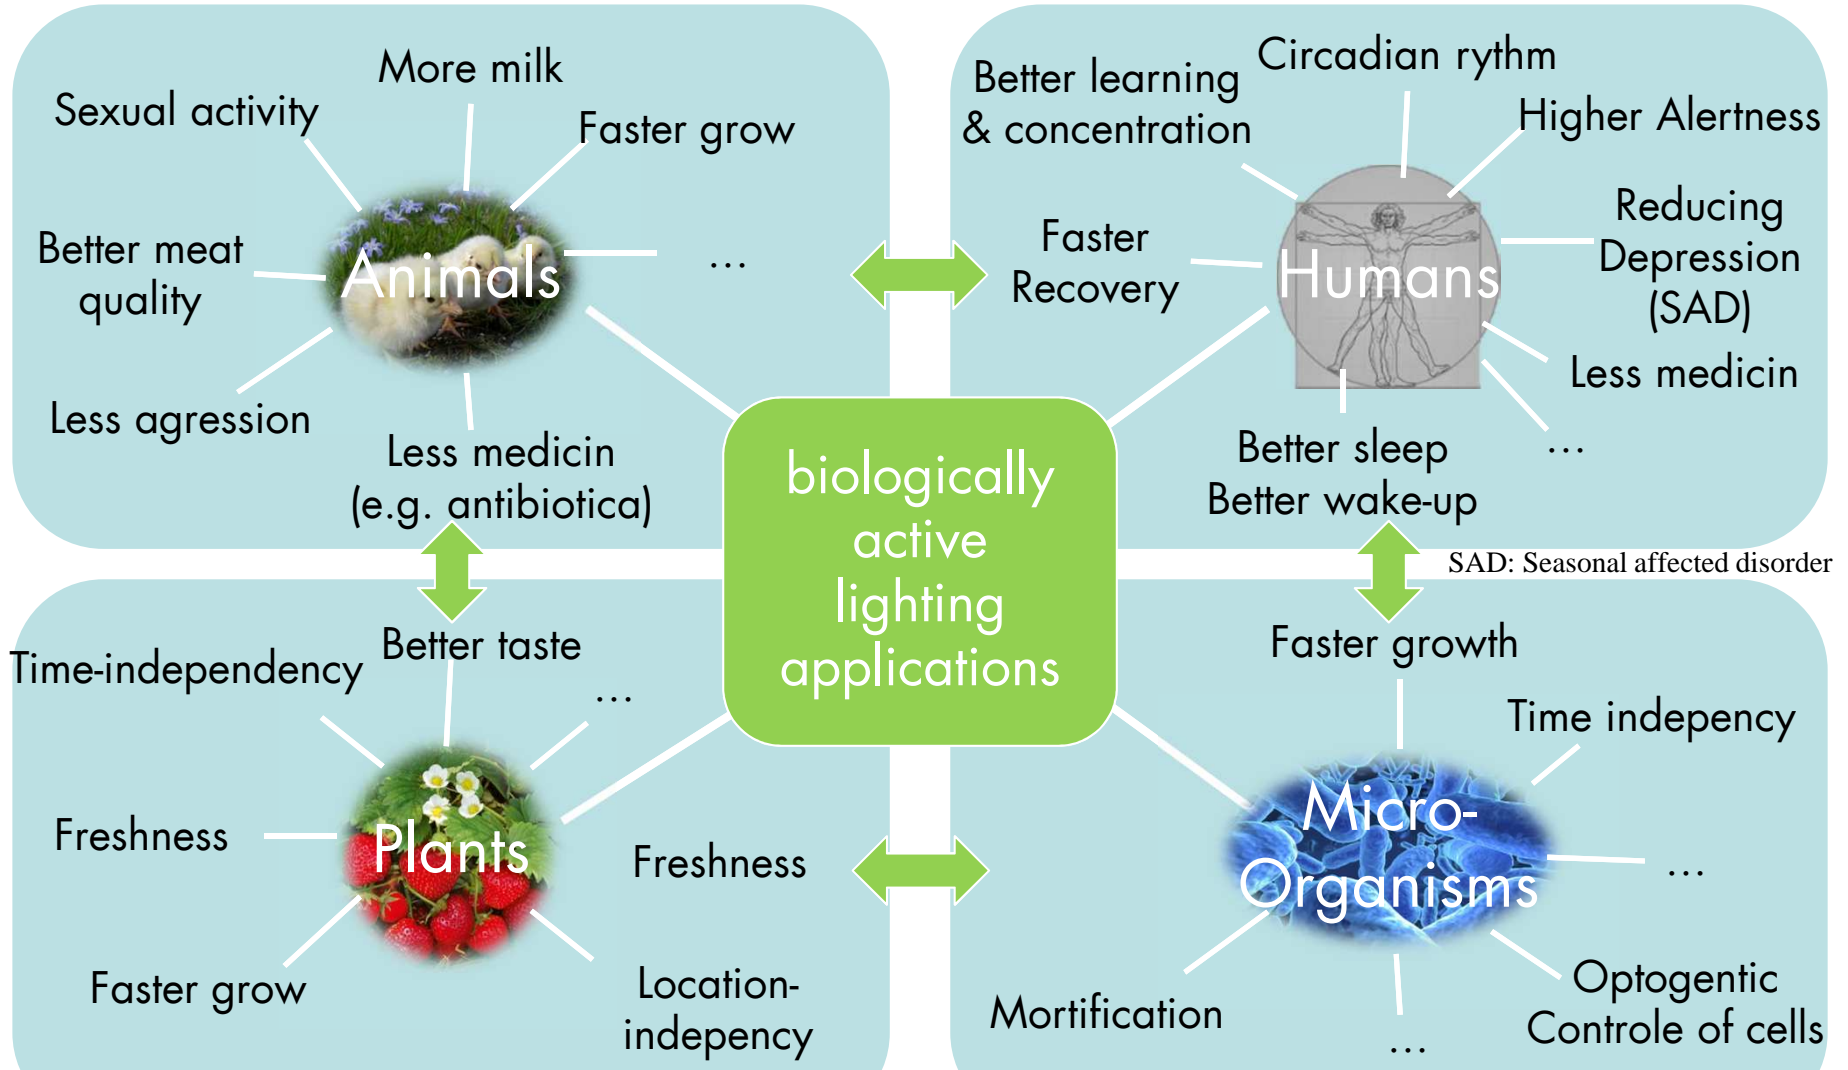 More milk
Sexual activity
Faster grow
Better meat
quality
Animals
...
Less agression
Less medicin
(e.g. antibiotica)
Circadian rythm
Better learning
& concentration
Higher Alertness
Faster
Recovery
Humans
Reducing
Depression
(SAD)
Less medicin
...
Better sleep
Better wake-up
SAD: Seasonal affected disorder
biologically
active
lighting
applications
Better taste
Time-independency
...
Freshness
Plants
Freshness
Faster grow
Location-
indepency
Faster growth
Time indepency
Micro-
Organisms
...
Mortification
...
Optogentic
Controle of cells